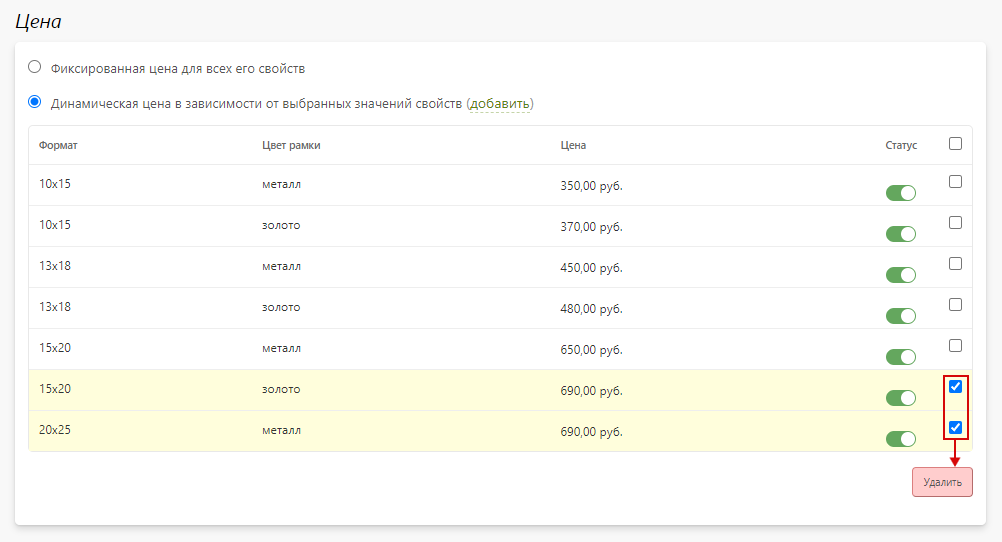 Цена
Фиксированная цена для всех его свойств
Динамическая цена в зависимости от выбранных значений свойств (добавить)
Формат Цвет рамки Цена Статус
10x15 металл 350,00 руб.
10x15 золото 370,00 руб.
13x18 металл 450,00 руб.
13x18 золото 480,00 руб.
15x20 металл 650,00 руб.
15x20 золото 690,00 руб.
20x25 металл 690,00 руб.
Удалить